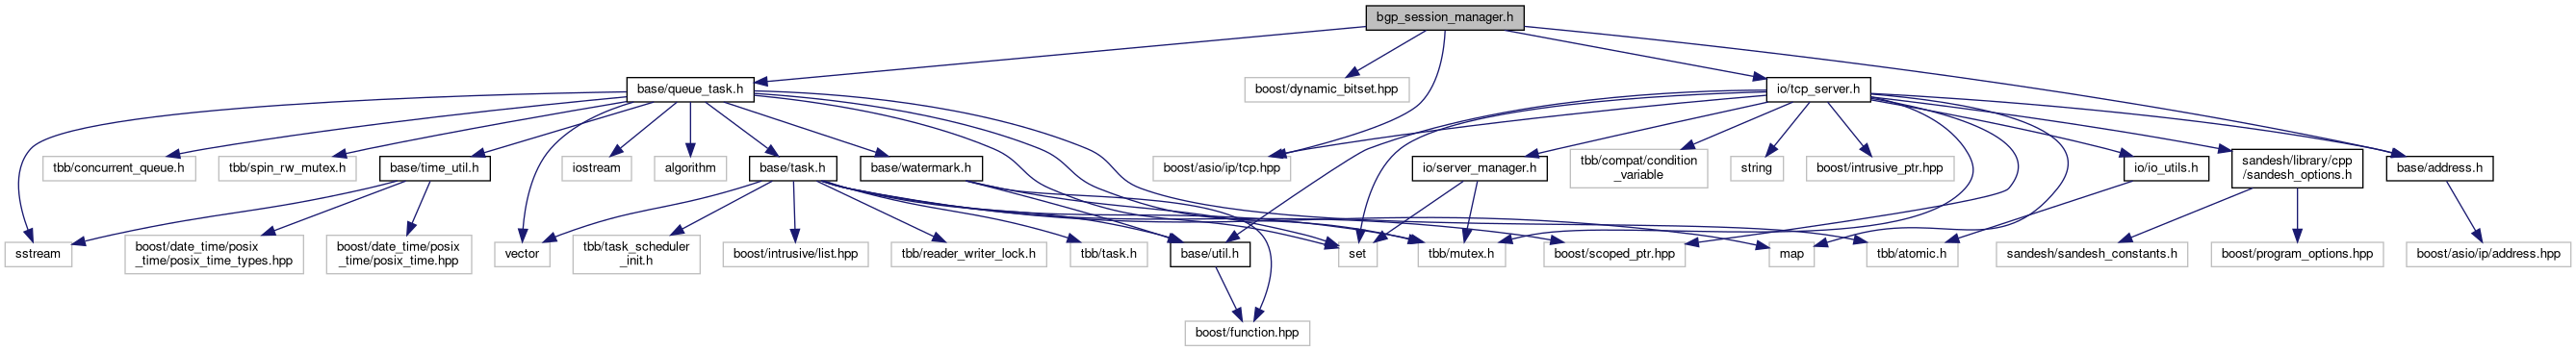 bgp_session_manager.h
base/queue_task.h
boost/dynamic_bitset.hpp
io/tcp_server.h
tbb/concurrent_queue.h
tbb/spin_rw_mutex.h
base/time_util.h
iostream
algorithm
base/task.h
base/watermark.h
boost/asio/ip/tcp.hpp
io/server_manager.h
tbb/compat/condition
_variable
string
boost/intrusive_ptr.hpp
io/io_utils.h
sandesh/library/cpp
/sandesh_options.h
base/address.h
sstream
boost/date_time/posix
_time/posix_time_types.hpp
boost/date_time/posix
_time/posix_time.hpp
vector
tbb/task_scheduler
_init.h
boost/intrusive/list.hpp
tbb/reader_writer_lock.h
tbb/task.h
base/util.h
set
tbb/mutex.h
boost/scoped_ptr.hpp
map
tbb/atomic.h
sandesh/sandesh_constants.h
boost/program_options.hpp
boost/asio/ip/address.hpp
boost/function.hpp